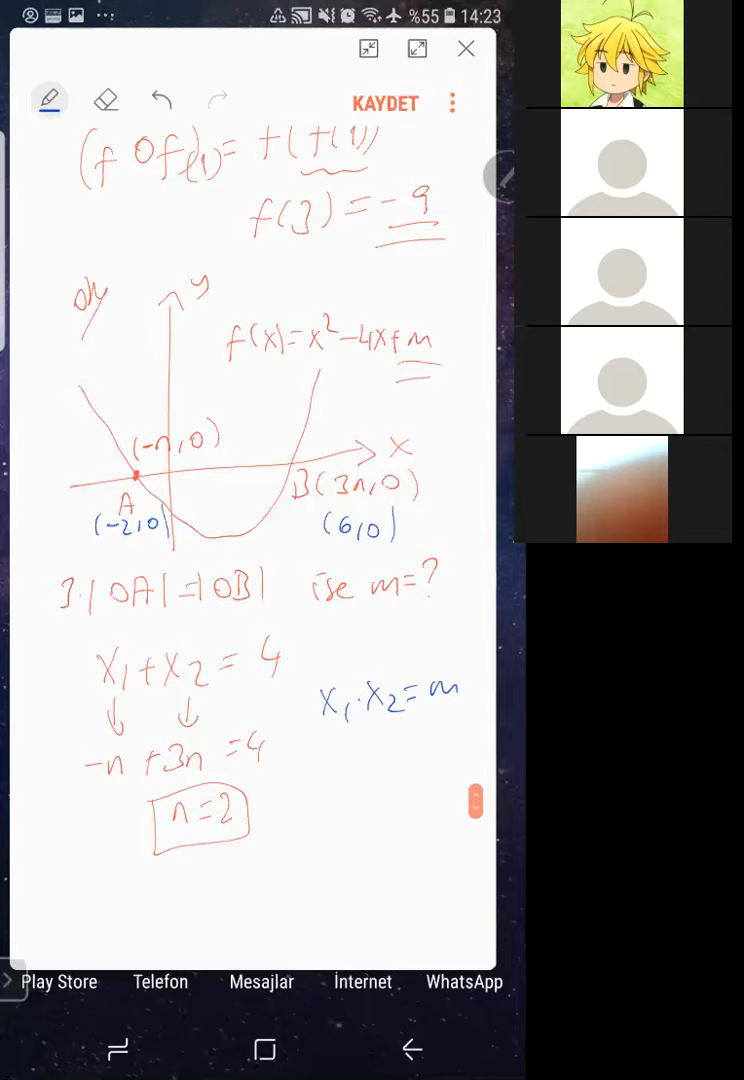 %55 14:23
KAYDET
(f o f)(1) = f(f(1))
f(3) = -9
y
f(x) = x² - 4x + m
(-n, 0)
x
A
B(3n, 0)
(-2, 0)
(6, 0)
3.|OA| = |OB| ise m = ?
x₁ + x₂ = 4
x₁ . x₂ = m
-n + 3n = 4
n = 2
Play Store Telefon Mesajlar İnternet WhatsApp